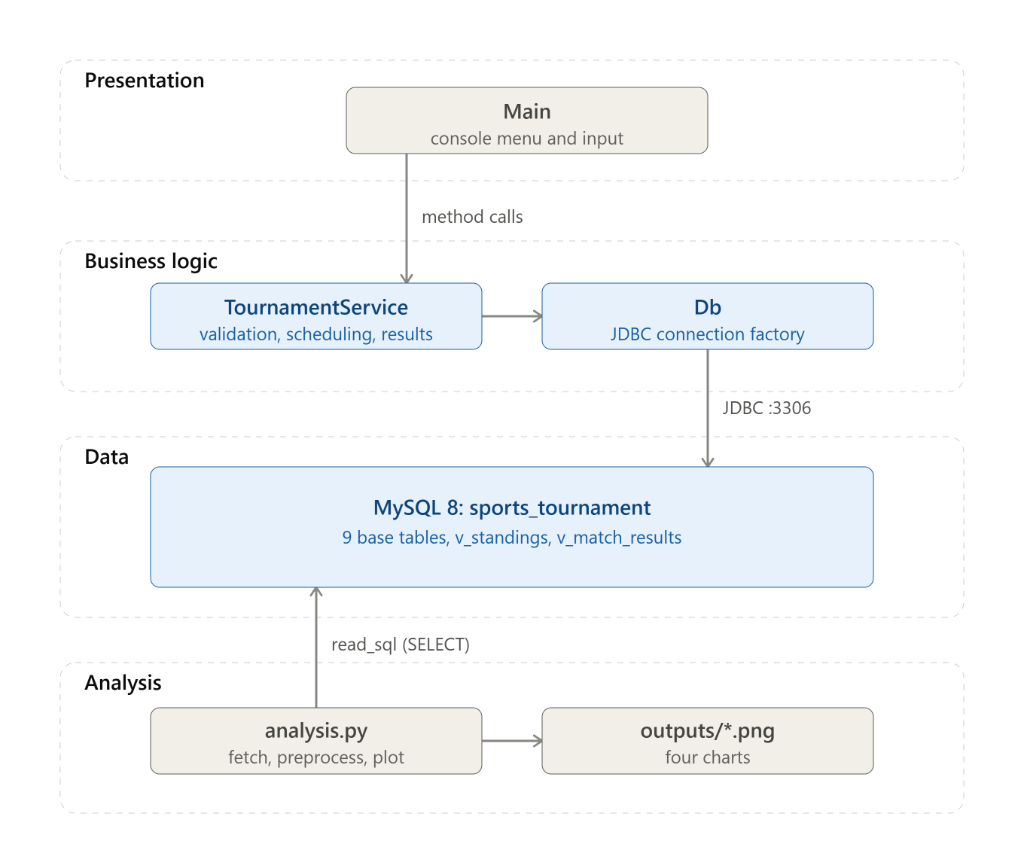 Presentation
Main
console menu and input
method calls
Business logic
TournamentService
validation, scheduling, results
Db
JDBC connection factory
JDBC :3306
Data
MySQL 8: sports_tournament
9 base tables, v_standings, v_match_results
read_sql (SELECT)
Analysis
analysis.py
fetch, preprocess, plot
outputs/*.png
four charts